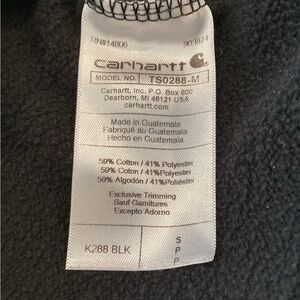 RN#14806
carhartt
MODEL NO. TS0288-M
Carhartt, Inc. P.O. Box 600
Dearborn, MI 48121 USA
carhartt.com
Made in Guatemala
Fabriqué au Guatemala
Hecho en Guatemala
59% Cotton / 41% Polyester
59% Coton / 41%Polyester
59% Algodón / 41%Poliéster
Exclusive Trimming
Sauf Garnitures
Excepto Adorno
K288 BLK
S
P
P